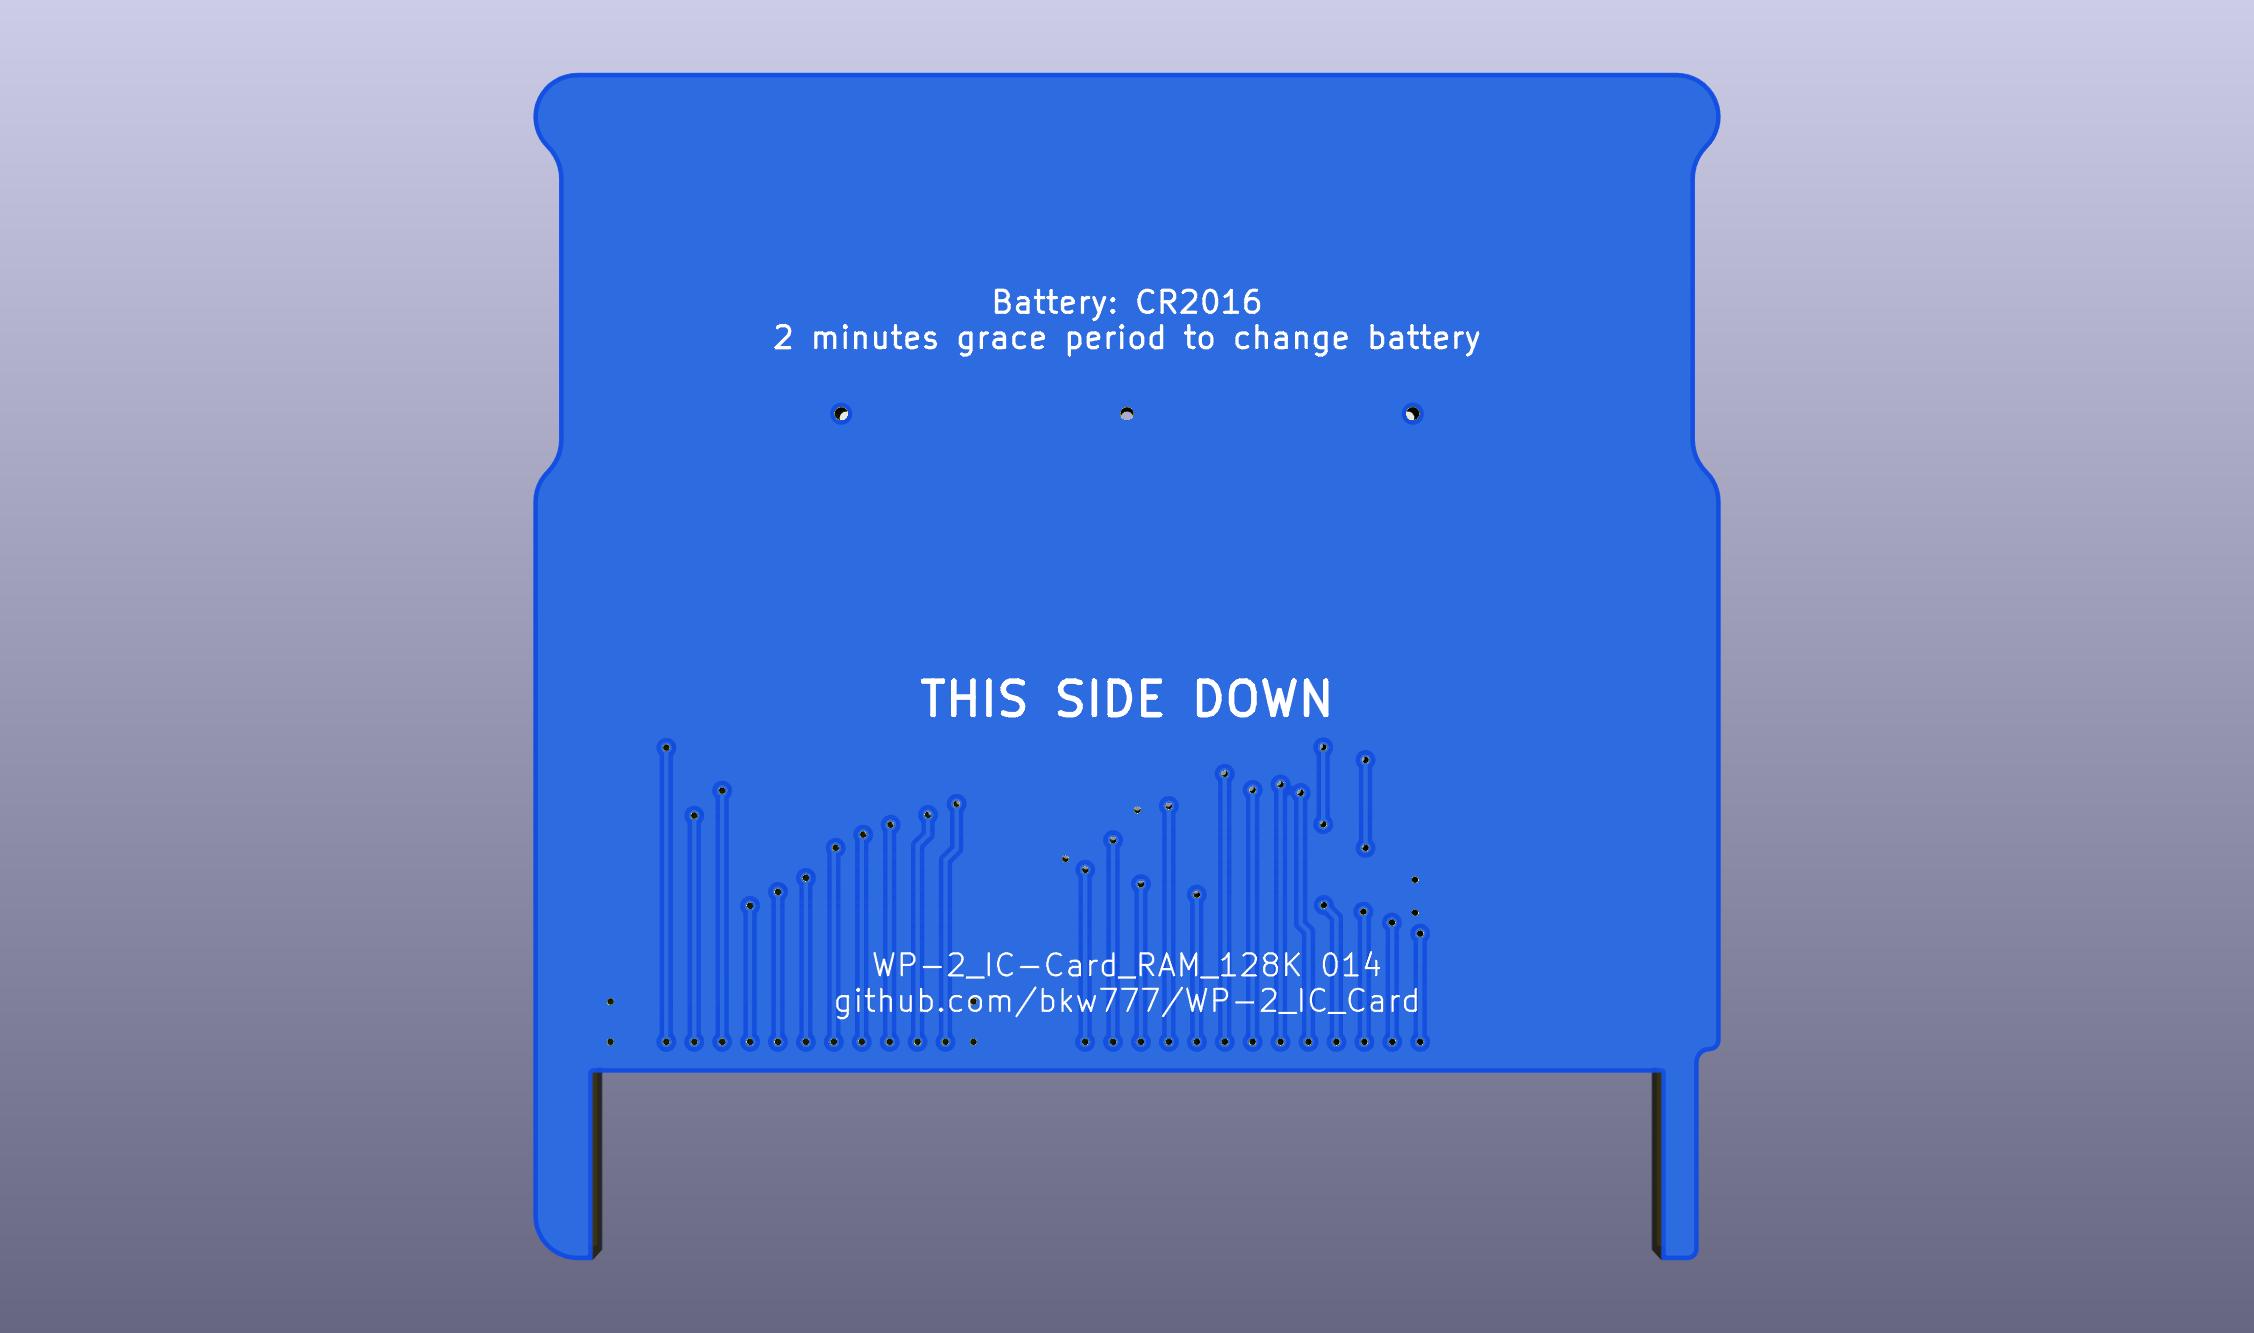 Battery: CR2016
2 minutes grace period to change battery
THIS SIDE DOWN
WP-2_IC-Card_RAM_128K 014
github.com/bkw777/WP-2_IC_Card